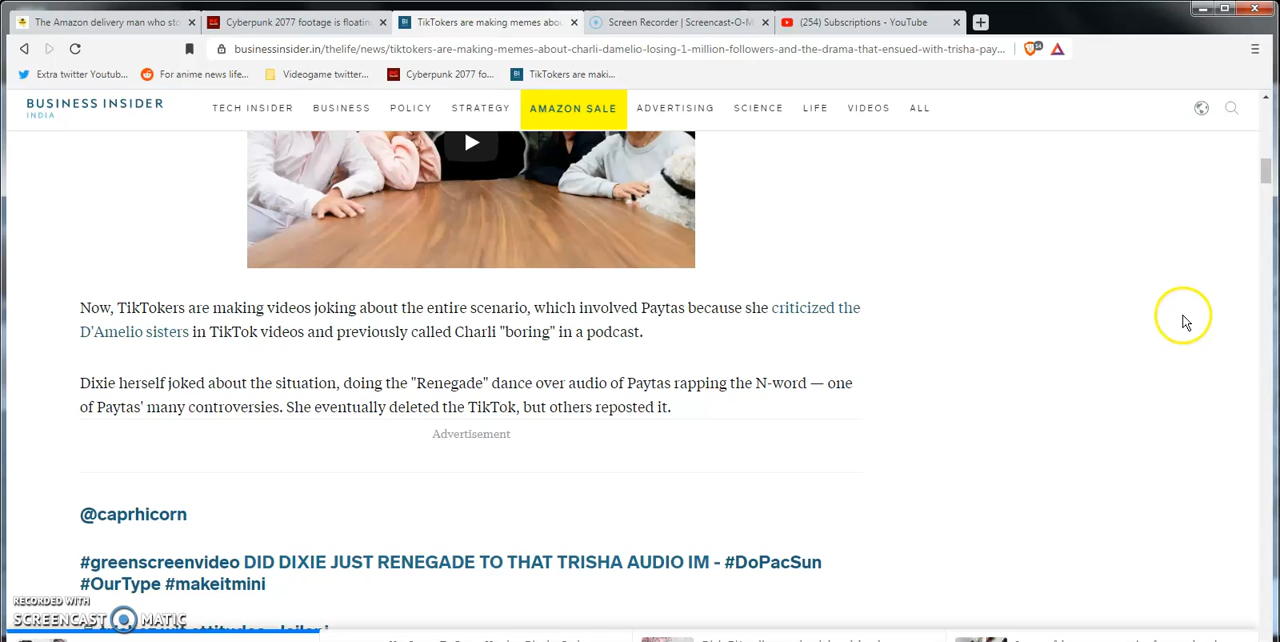 The Amazon delivery man who sto
Cyberpunk 2077 footage is floatin
TikTokers are making memes abou
Screen Recorder | Screencast-O-M
(254) Subscriptions - YouTube
businessinsider.in/thelife/news/tiktokers-are-making-memes-about-charli-damelio-losing-1-million-followers-and-the-drama-that-ensued-with-trisha-pay...
14
Extra twitter Youtub...
For anime news life...
Videogame twitter...
Cyberpunk 2077 fo...
TikTokers are maki...
BUSINESS INSIDER
INDIA
TECH INSIDER BUSINESS POLICY STRATEGY AMAZON SALE ADVERTISING SCIENCE LIFE VIDEOS ALL
Now, TikTokers are making videos joking about the entire scenario, which involved Paytas because she criticized the
D'Amelio sisters in TikTok videos and previously called Charli "boring" in a podcast.
Dixie herself joked about the situation, doing the "Renegade" dance over audio of Paytas rapping the N-word — one
of Paytas' many controversies. She eventually deleted the TikTok, but others reposted it.
Advertisement
@caprhicorn
#greenscreenvideo DID DIXIE JUST RENEGADE TO THAT TRISHA AUDIO IM - #DoPacSun
#OurType #makeitmini
RECORDED WITH
SCREENCAST MATIC